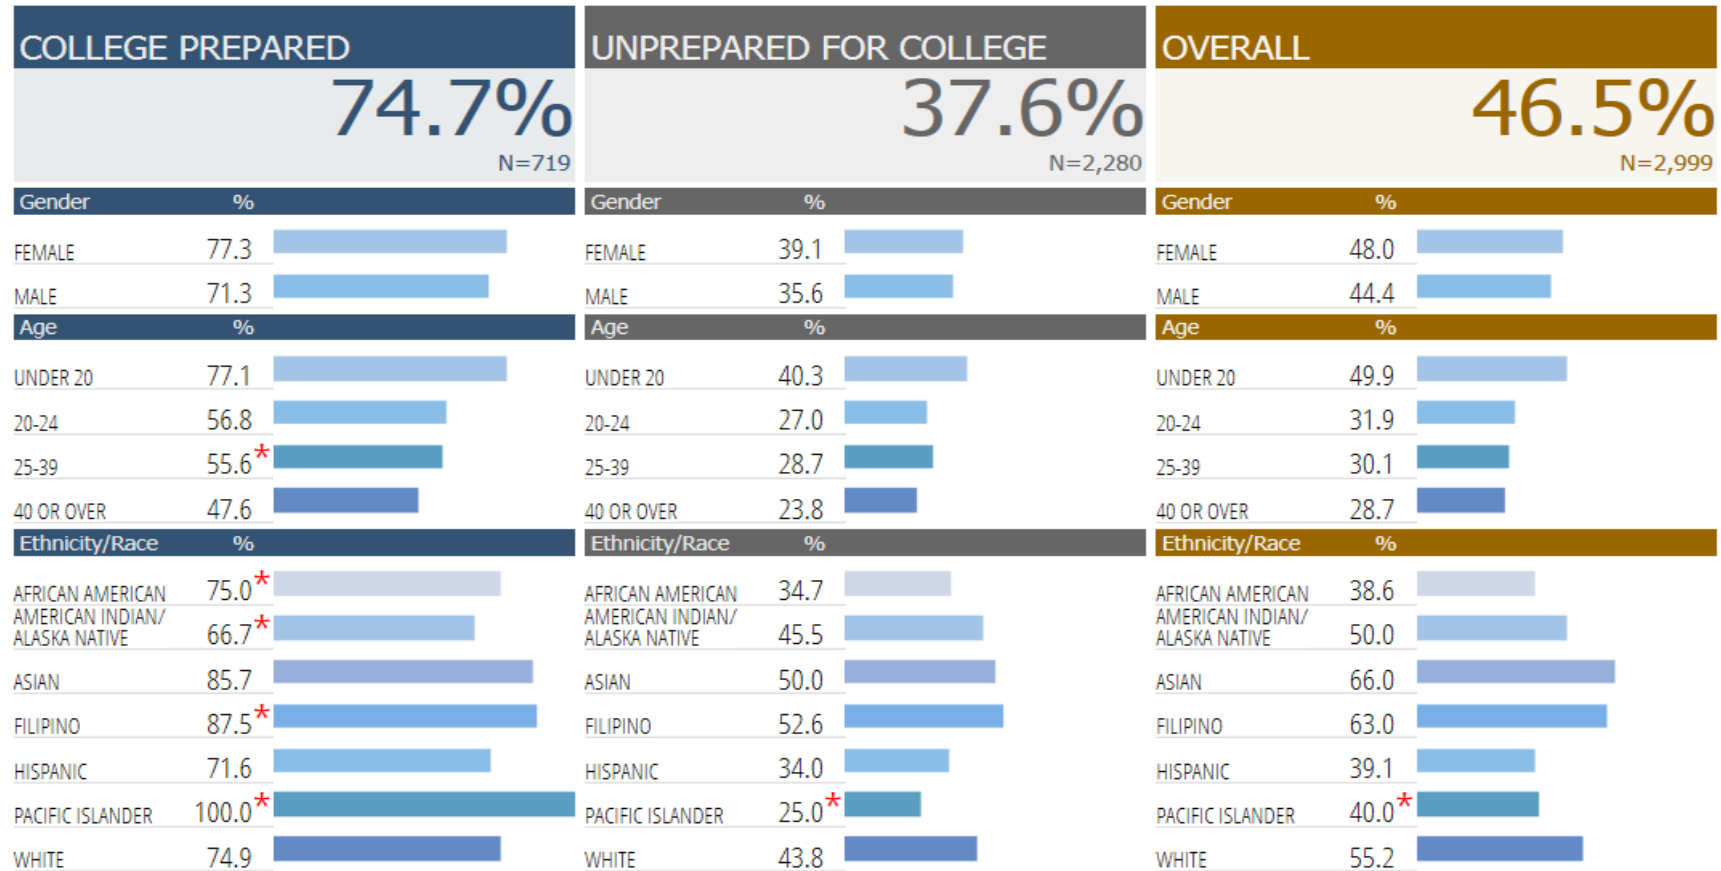 COLLEGE PREPARED
74.7%
N=719
Gender %
FEMALE 77.3
MALE 71.3
Age %
UNDER 20 77.1
20-24 56.8
25-39 55.6*
40 OR OVER 47.6
Ethnicity/Race %
AFRICAN AMERICAN 75.0*
AMERICAN INDIAN/
ALASKA NATIVE 66.7*
ASIAN 85.7
FILIPINO 87.5*
HISPANIC 71.6
PACIFIC ISLANDER 100.0*
WHITE 74.9
UNPREPARED FOR COLLEGE
37.6%
N=2,280
Gender %
FEMALE 39.1
MALE 35.6
Age %
UNDER 20 40.3
20-24 27.0
25-39 28.7
40 OR OVER 23.8
Ethnicity/Race %
AFRICAN AMERICAN 34.7
AMERICAN INDIAN/
ALASKA NATIVE 45.5
ASIAN 50.0
FILIPINO 52.6
HISPANIC 34.0
PACIFIC ISLANDER 25.0*
WHITE 43.8
OVERALL
46.5%
N=2,999
Gender %
FEMALE 48.0
MALE 44.4
Age %
UNDER 20 49.9
20-24 31.9
25-39 30.1
40 OR OVER 28.7
Ethnicity/Race %
AFRICAN AMERICAN 38.6
AMERICAN INDIAN/
ALASKA NATIVE 50.0
ASIAN 66.0
FILIPINO 63.0
HISPANIC 39.1
PACIFIC ISLANDER 40.0*
WHITE 55.2